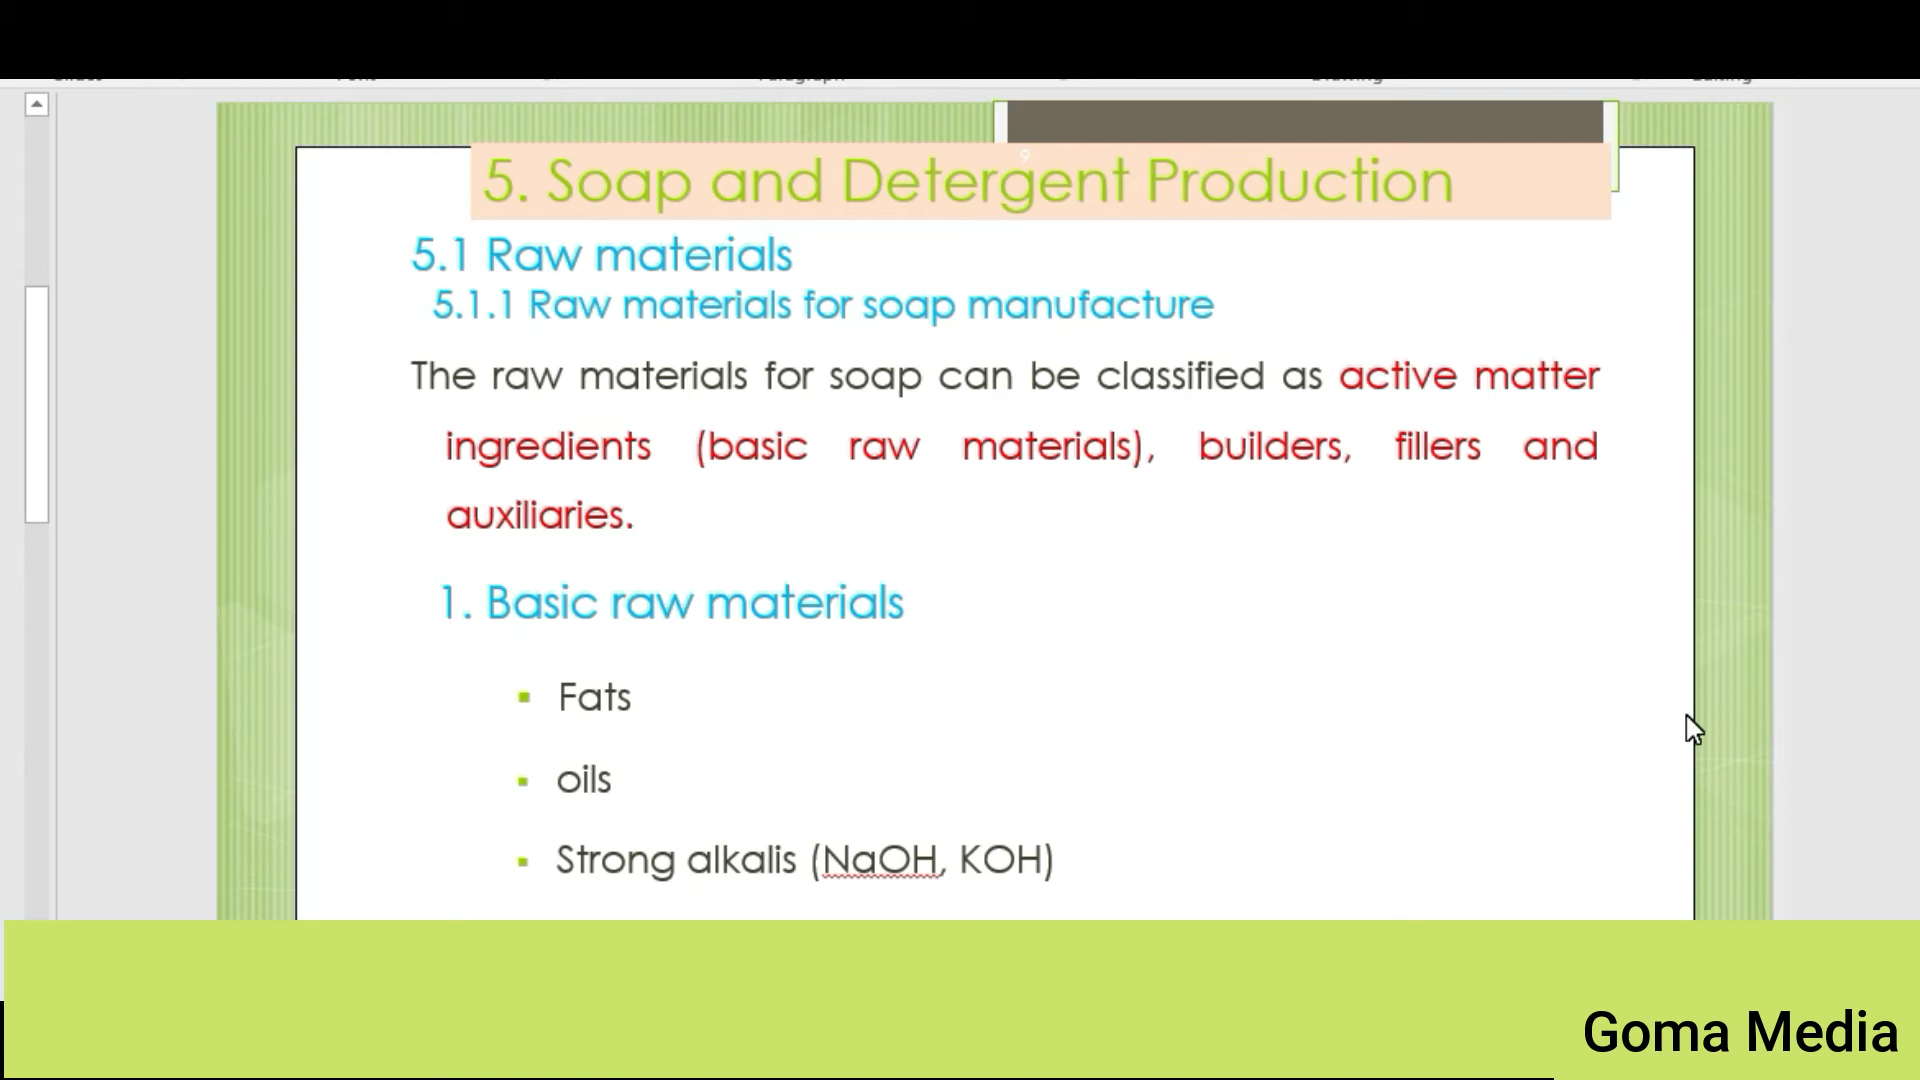 9
5. Soap and Detergent Production
5.1 Raw materials
5.1.1 Raw materials for soap manufacture
The raw materials for soap can be classified as active matter
ingredients (basic raw materials), builders, fillers and
auxiliaries.
1. Basic raw materials
▪ Fats
▪ oils
▪ Strong alkalis (NaOH, KOH)
Goma Media